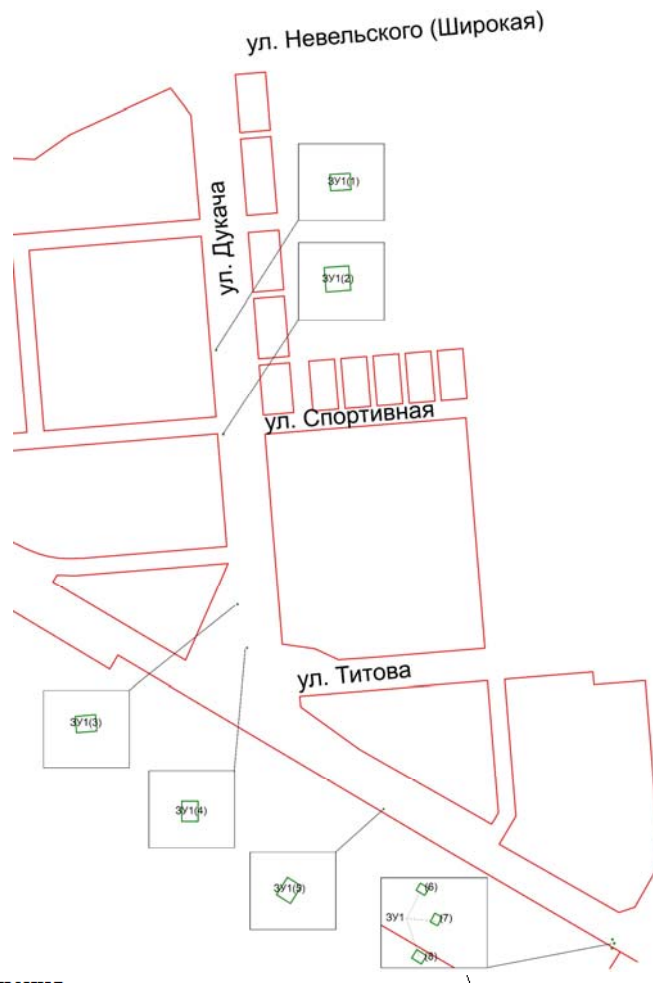 ул. Невельского (Широкая)
ЗУ1(1)
ул. Дукача
ЗУ1(2)
ул. Спортивная
ул. Титова
ЗУ1(3)
ЗУ1(4)
ЗУ1(5)
(6)
ЗУ1
(7)
(8)